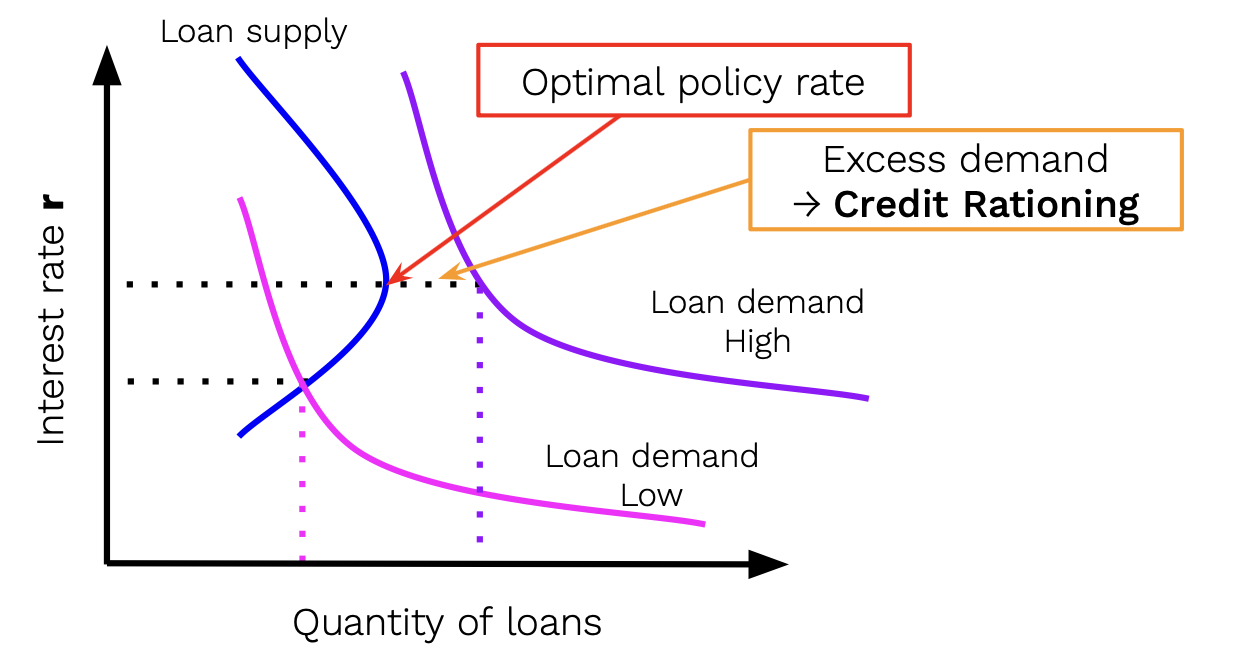 Loan supply
Optimal policy rate
Excess demand
→ Credit Rationing
Interest rate r
Loan demand
High
Loan demand
Low
Quantity of loans